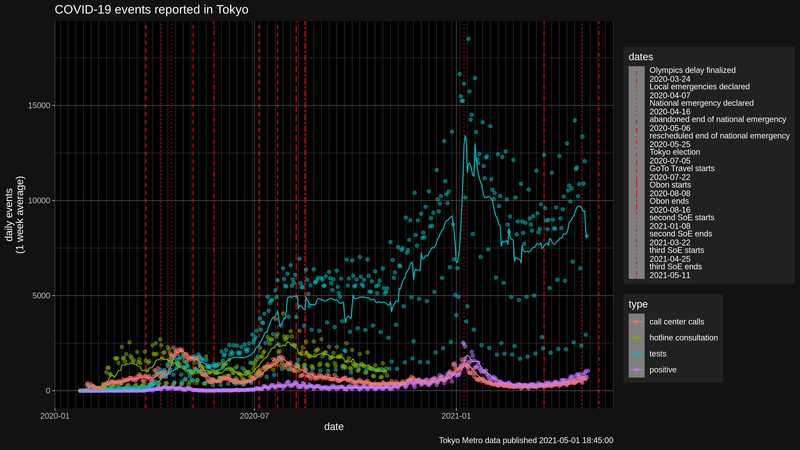 COVID-19 events reported in Tokyo
daily events
(1 week average)
15000
10000
5000
0
2020-01
2020-07
2021-01
date
Tokyo Metro data published 2021-05-01 18:45:00
dates
Olympics delay finalized
2020-03-24
Local emergencies declared
2020-04-07
National emergency declared
2020-04-16
abandoned end of national emergency
2020-05-06
rescheduled end of national emergency
2020-05-25
Tokyo election
2020-07-05
GoTo Travel starts
2020-07-22
Obon starts
2020-08-08
Obon ends
2020-08-16
second SoE starts
2021-01-08
second SoE ends
2021-03-22
third SoE starts
2021-04-25
third SoE ends
2021-05-11
type
call center calls
hotline consultation
tests
positive